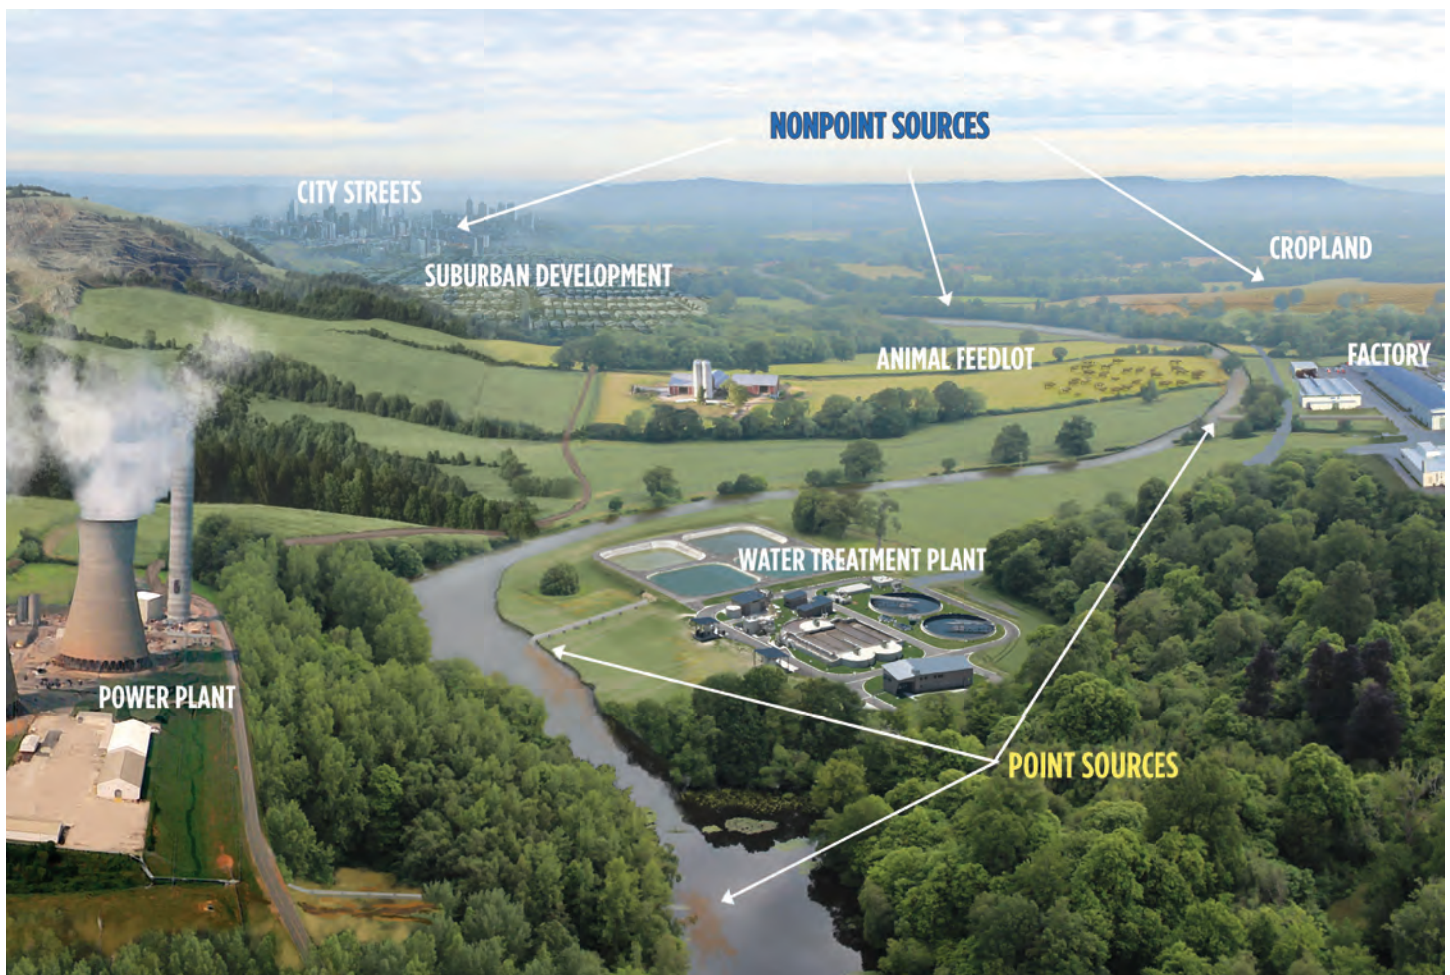 NONPOINT SOURCES
CITY STREETS
SUBURBAN DEVELOPMENT
CROPLAND
ANIMAL FEEDLOT
FACTORY
WATER TREATMENT PLANT
POWER PLANT
POINT SOURCES